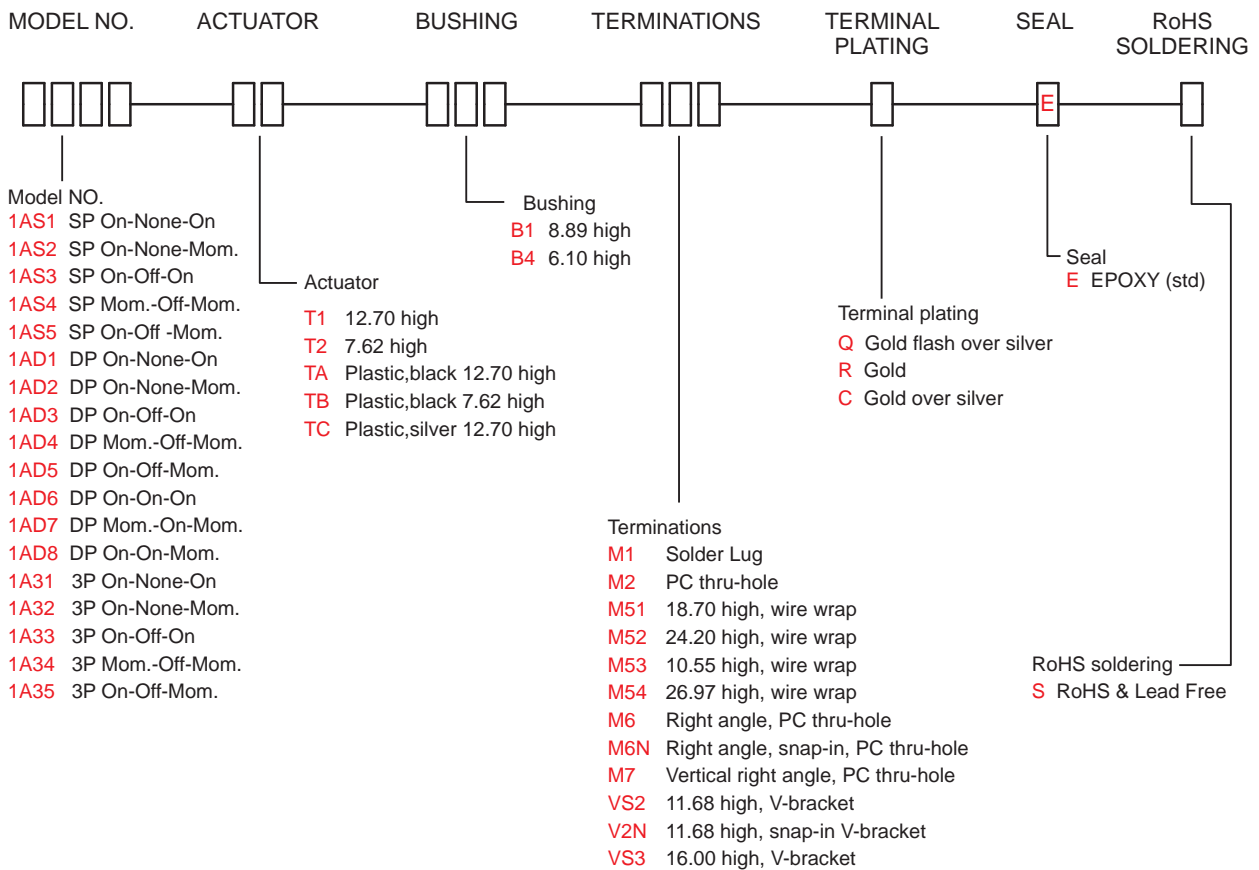 MODEL NO. ACTUATOR BUSHING TERMINATIONS TERMINAL PLATING SEAL RoHS SOLDERING
E
Model NO.
1AS1 SP On-None-On
1AS2 SP On-None-Mom.
1AS3 SP On-Off-On
1AS4 SP Mom.-Off-Mom.
1AS5 SP On-Off -Mom.
1AD1 DP On-None-On
1AD2 DP On-None-Mom.
1AD3 DP On-Off-On
1AD4 DP Mom.-Off-Mom.
1AD5 DP On-Off-Mom.
1AD6 DP On-On-On
1AD7 DP Mom.-On-Mom.
1AD8 DP On-On-Mom.
1A31 3P On-None-On
1A32 3P On-None-Mom.
1A33 3P On-Off-On
1A34 3P Mom.-Off-Mom.
1A35 3P On-Off-Mom.
Actuator
T1 12.70 high
T2 7.62 high
TA Plastic,black 12.70 high
TB Plastic,black 7.62 high
TC Plastic,silver 12.70 high
Bushing
B1 8.89 high
B4 6.10 high
Terminations
M1 Solder Lug
M2 PC thru-hole
M51 18.70 high, wire wrap
M52 24.20 high, wire wrap
M53 10.55 high, wire wrap
M54 26.97 high, wire wrap
M6 Right angle, PC thru-hole
M6N Right angle, snap-in, PC thru-hole
M7 Vertical right angle, PC thru-hole
VS2 11.68 high, V-bracket
V2N 11.68 high, snap-in V-bracket
VS3 16.00 high, V-bracket
Terminal plating
Q Gold flash over silver
R Gold
C Gold over silver
Seal
E EPOXY (std)
RoHS soldering
S RoHS & Lead Free